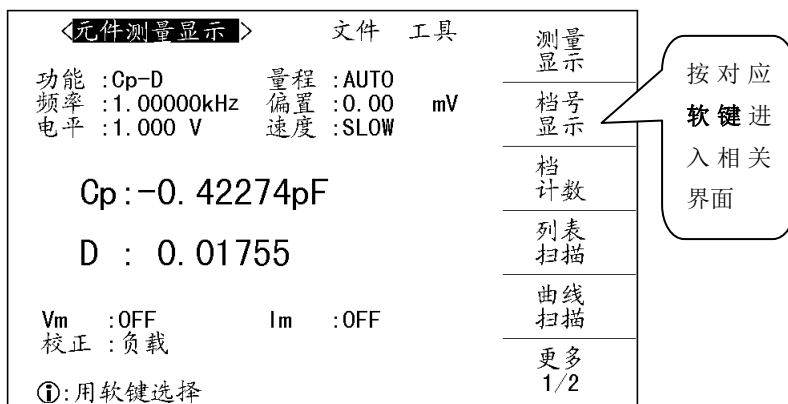 <元件测量显示 > 文件 工具
功能 :Cp-D 量程 :AUTO
频率 :1.00000kHz 偏置 :0.00 mV
电平 :1.000 V 速度 :SLOW
Cp:-0.42274pF
D : 0.01755
Vm :OFF Im :OFF
校正 :负载
ⓘ:用软键选择
测量
显示
档号
显示
档
计数
列表
扫描
曲线
扫描
更多
1/2
按对应
软键进
入相关
界面